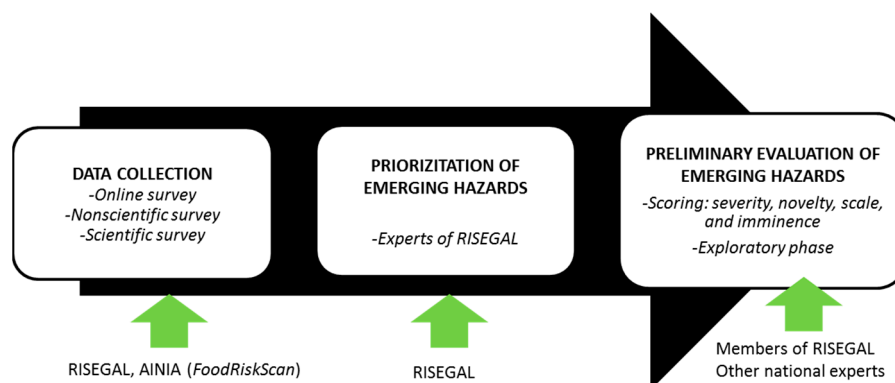 DATA COLLECTION
-Online survey
-Nonscientific survey
-Scientific survey
PRIORIZITATION OF
EMERGING HAZARDS
-Experts of RISEGAL
PRELIMINARY EVALUATION OF
EMERGING HAZARDS
-Scoring: severity, novelty, scale,
and imminence
-Exploratory phase
RISEGAL, AINIA (FoodRiskScan)
RISEGAL
Members of RISEGAL
Other national experts